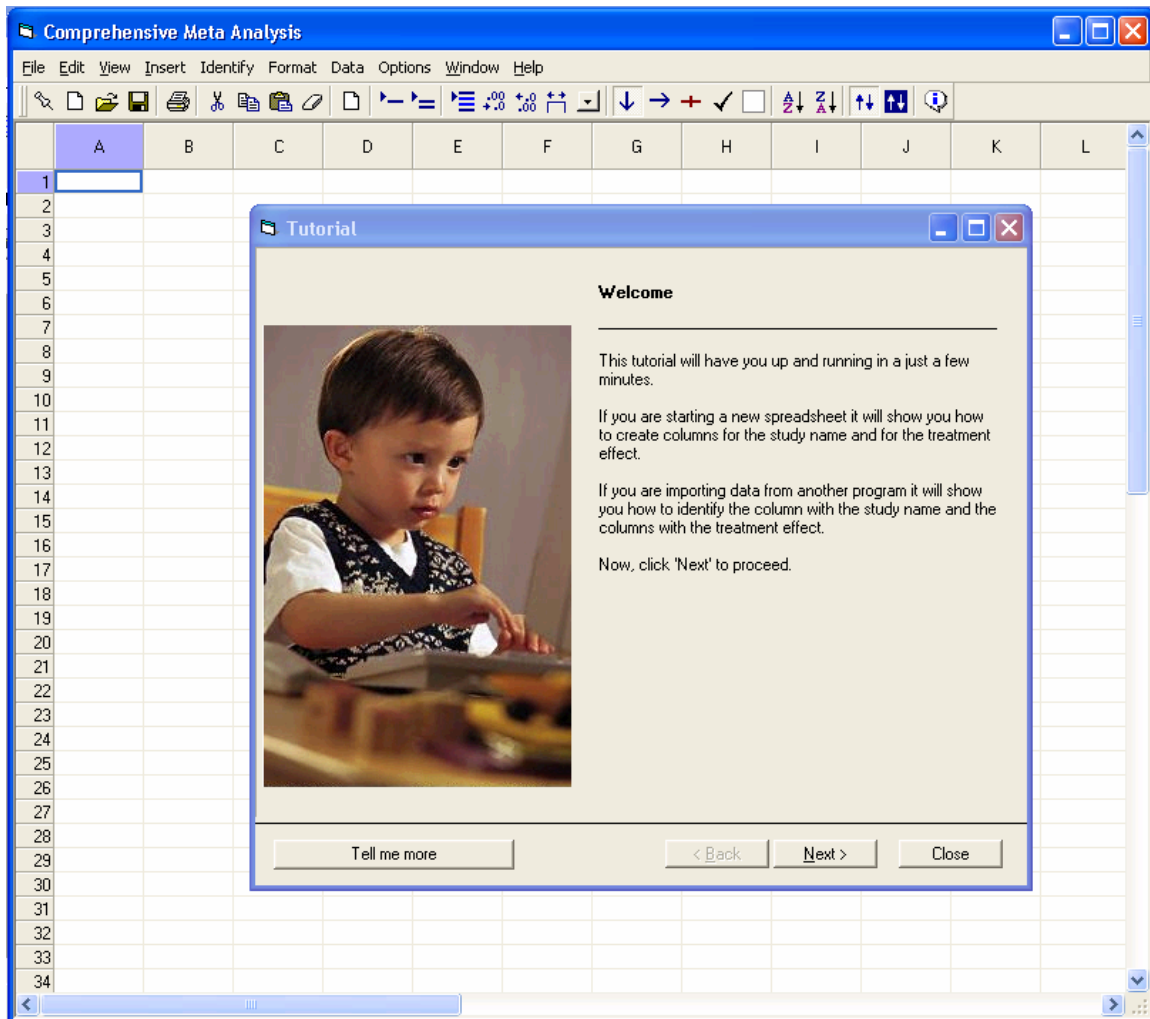 Comprehensive Meta Analysis
File Edit View Insert Identify Format Data Options Window Help
A B C D E F G H I J K L
1
2
3
4
5
6
7
8
9
10
11
12
13
14
15
16
17
18
19
20
21
22
23
24
25
26
27
28
29
30
31
32
33
34
Tutorial
Welcome
This tutorial will have you up and running in a just a few
minutes.
If you are starting a new spreadsheet it will show you how
to create columns for the study name and for the treatment
effect.
If you are importing data from another program it will show
you how to identify the column with the study name and the
columns with the treatment effect.
Now, click 'Next' to proceed.
Tell me more < Back Next > Close